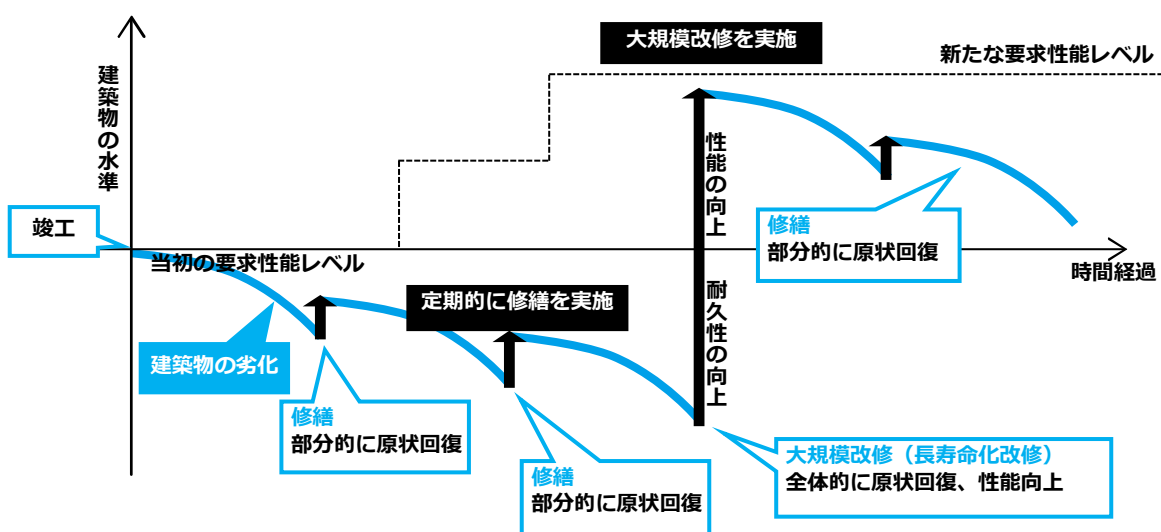 大規模改修を実施
新たな要求性能レベル
建築物の水準
性能の向上
竣工
修繕
部分的に原状回復
当初の要求性能レベル
時間経過
定期的に修繕を実施
耐久性の向上
建築物の劣化
修繕
部分的に原状回復
大規模改修（長寿命化改修）
全体的に原状回復、性能向上
修繕
部分的に原状回復